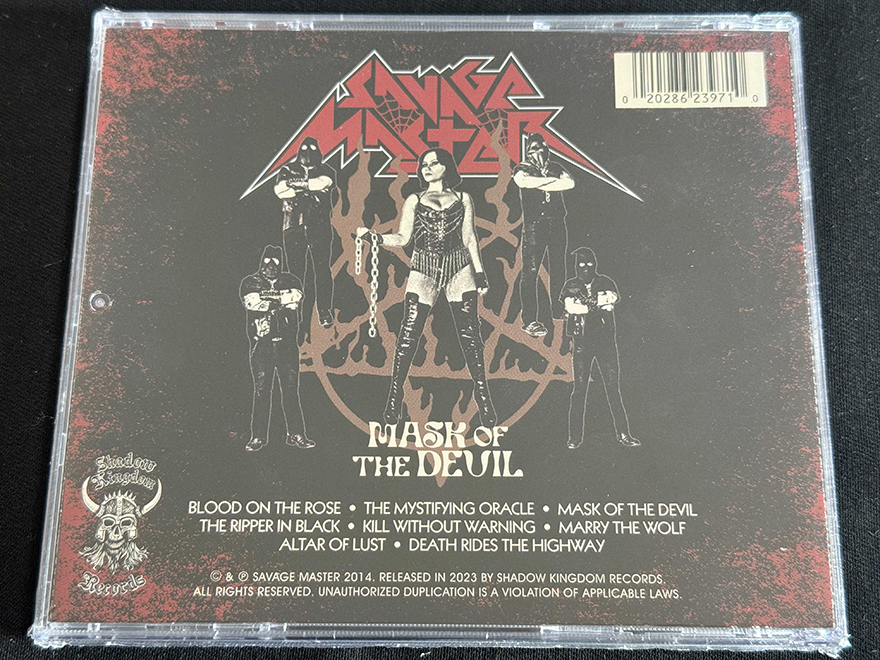 SAVAGE
MASTER
0 20286 23971 0
MASK OF
THE DEVIL
BLOOD ON THE ROSE • THE MYSTIFYING ORACLE • MASK OF THE DEVIL
THE RIPPER IN BLACK • KILL WITHOUT WARNING • MARRY THE WOLF
ALTAR OF LUST • DEATH RIDES THE HIGHWAY
Shadow
Kingdom
Records
© & ℗ SAVAGE MASTER 2014. RELEASED IN 2023 BY SHADOW KINGDOM RECORDS.
ALL RIGHTS RESERVED. UNAUTHORIZED DUPLICATION IS A VIOLATION OF APPLICABLE LAWS.